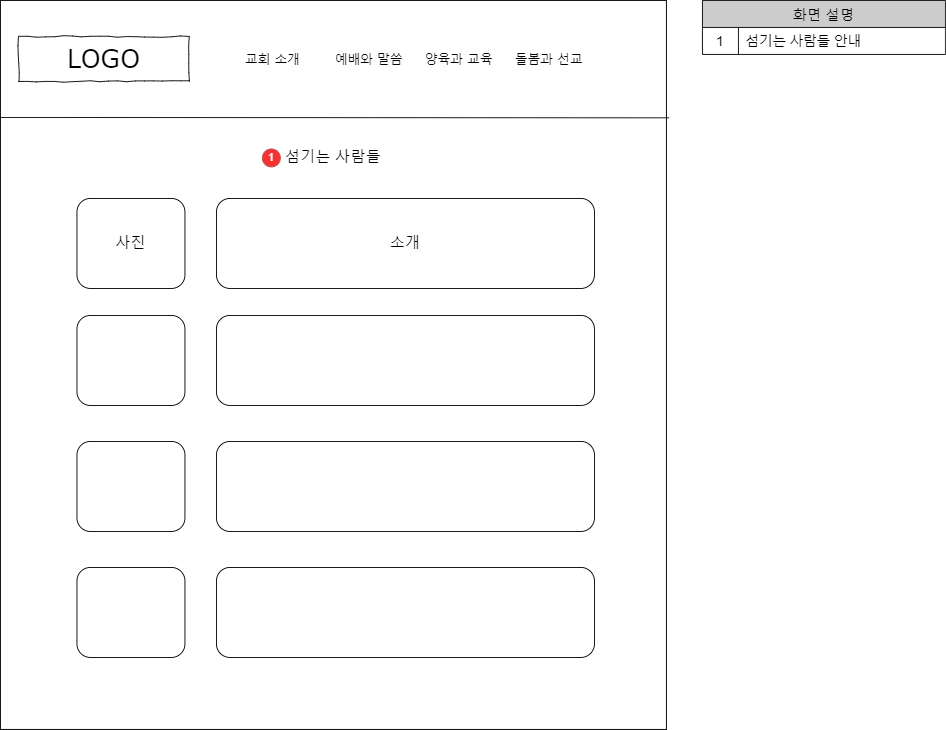 LOGO
교회 소개 예배와 말씀 양육과 교육 돌봄과 선교
1 섬기는 사람들
사진 소개
화면 설명
1 섬기는 사람들 안내